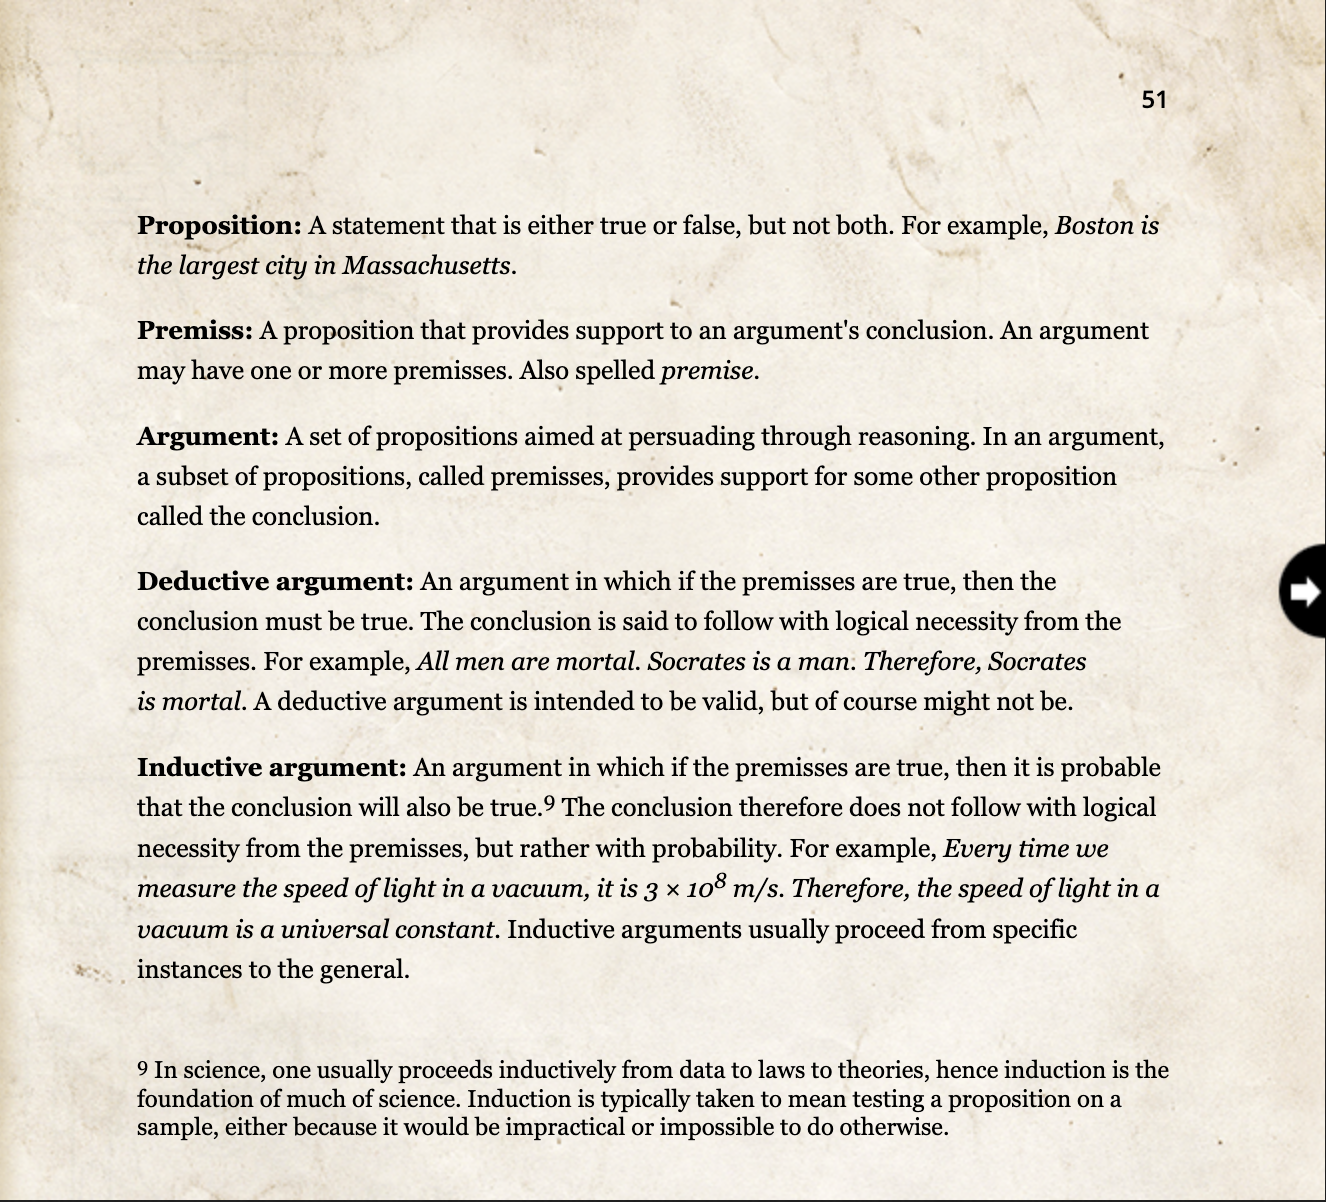 51
Proposition: A statement that is either true or false, but not both. For example, Boston is
the largest city in Massachusetts.
Premiss: A proposition that provides support to an argument's conclusion. An argument
may have one or more premisses. Also spelled premise.
Argument: A set of propositions aimed at persuading through reasoning. In an argument,
a subset of propositions, called premisses, provides support for some other proposition
called the conclusion.
Deductive argument: An argument in which if the premisses are true, then the
conclusion must be true. The conclusion is said to follow with logical necessity from the
premisses. For example, All men are mortal. Socrates is a man. Therefore, Socrates
is mortal. A deductive argument is intended to be valid, but of course might not be.
Inductive argument: An argument in which if the premisses are true, then it is probable
that the conclusion will also be true.⁹ The conclusion therefore does not follow with logical
necessity from the premisses, but rather with probability. For example, Every time we
measure the speed of light in a vacuum, it is 3 × 10⁸ m/s. Therefore, the speed of light in a
vacuum is a universal constant. Inductive arguments usually proceed from specific
instances to the general.
⁹ In science, one usually proceeds inductively from data to laws to theories, hence induction is the
foundation of much of science. Induction is typically taken to mean testing a proposition on a
sample, either because it would be impractical or impossible to do otherwise.